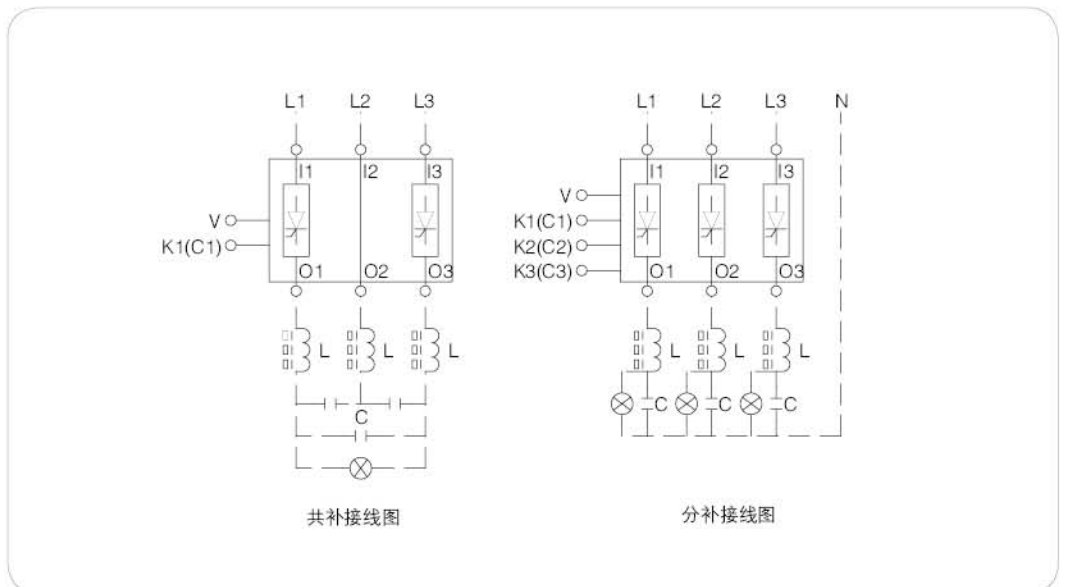 L1 L2 L3
I1 I2 I3
V
K1(C1)
O1 O2 O3
L L L
C
共补接线图
L1 L2 L3 N
I1 I2 I3
V
K1(C1)
K2(C2)
K3(C3)
O1 O2 O3
L L L
C C C
分补接线图